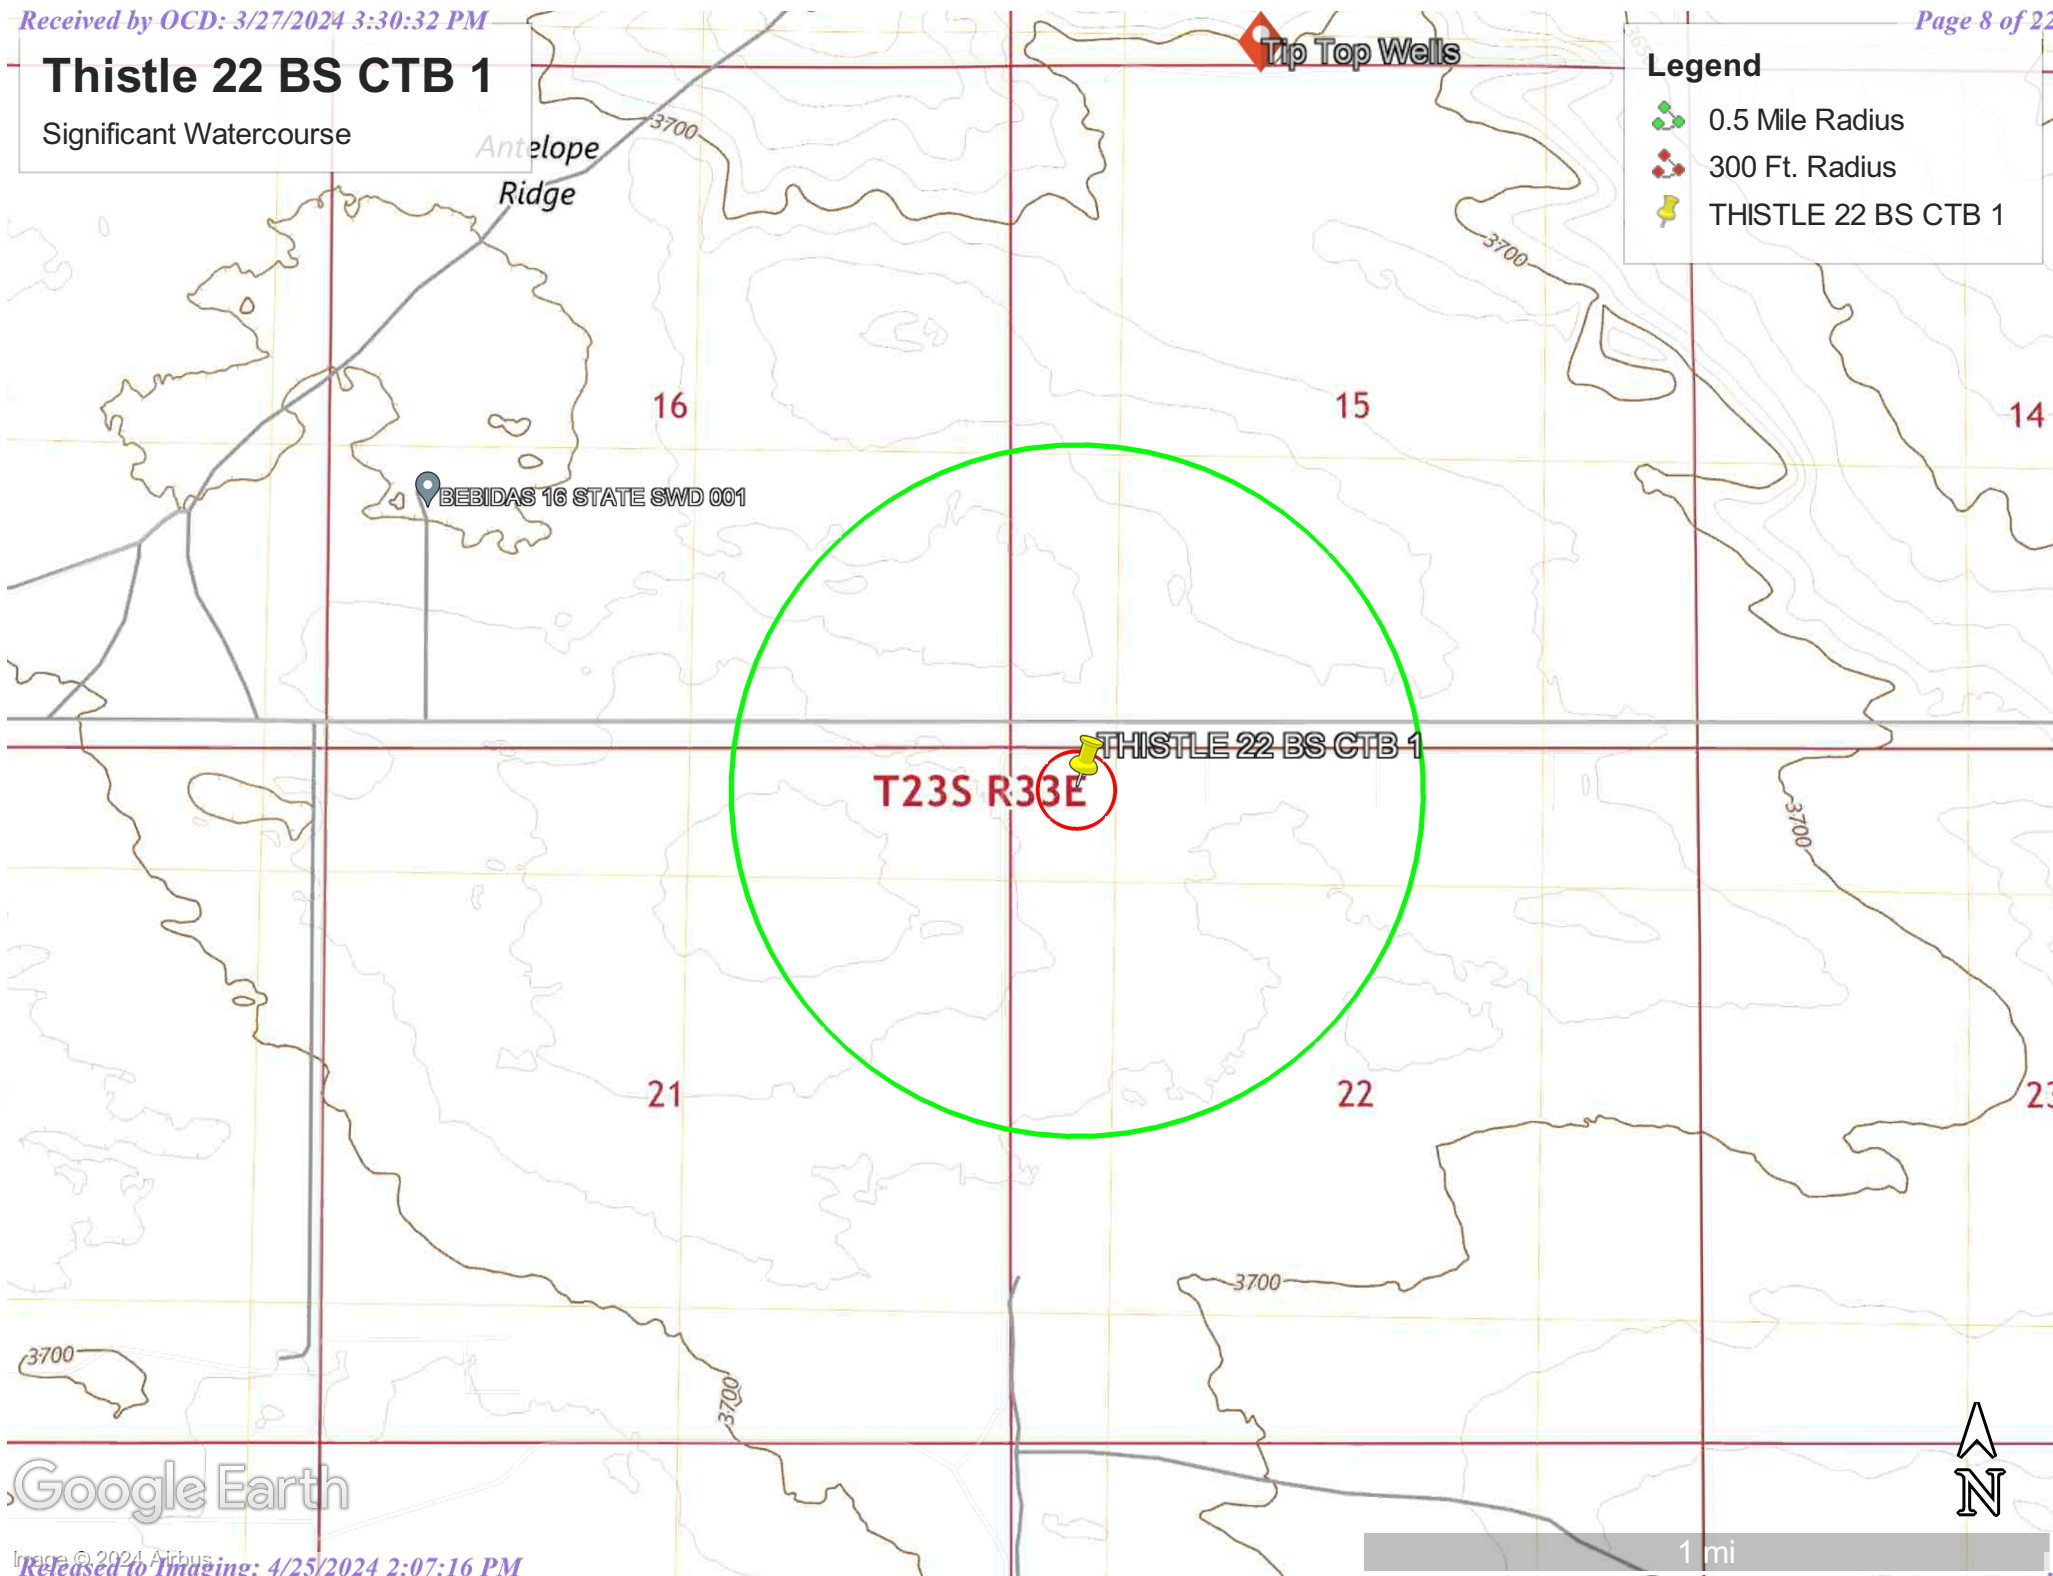 Received by OCD: 3/27/2024 3:30:32 PM
Page 8 of 22
Thistle 22 BS CTB 1
Significant Watercourse
Tip Top Wells
Legend
0.5 Mile Radius
300 Ft. Radius
THISTLE 22 BS CTB 1
3700
Antelope
Ridge
3700
16
15
14
BEBIDAS 16 STATE SWD 001
THISTLE 22 BS CTB 1
T23S R33E
3700
21
22
23
3700
3700
3700
Google Earth
N
1 mi
Image © 2024 Airbus
Released to Imaging: 4/25/2024 2:07:16 PM